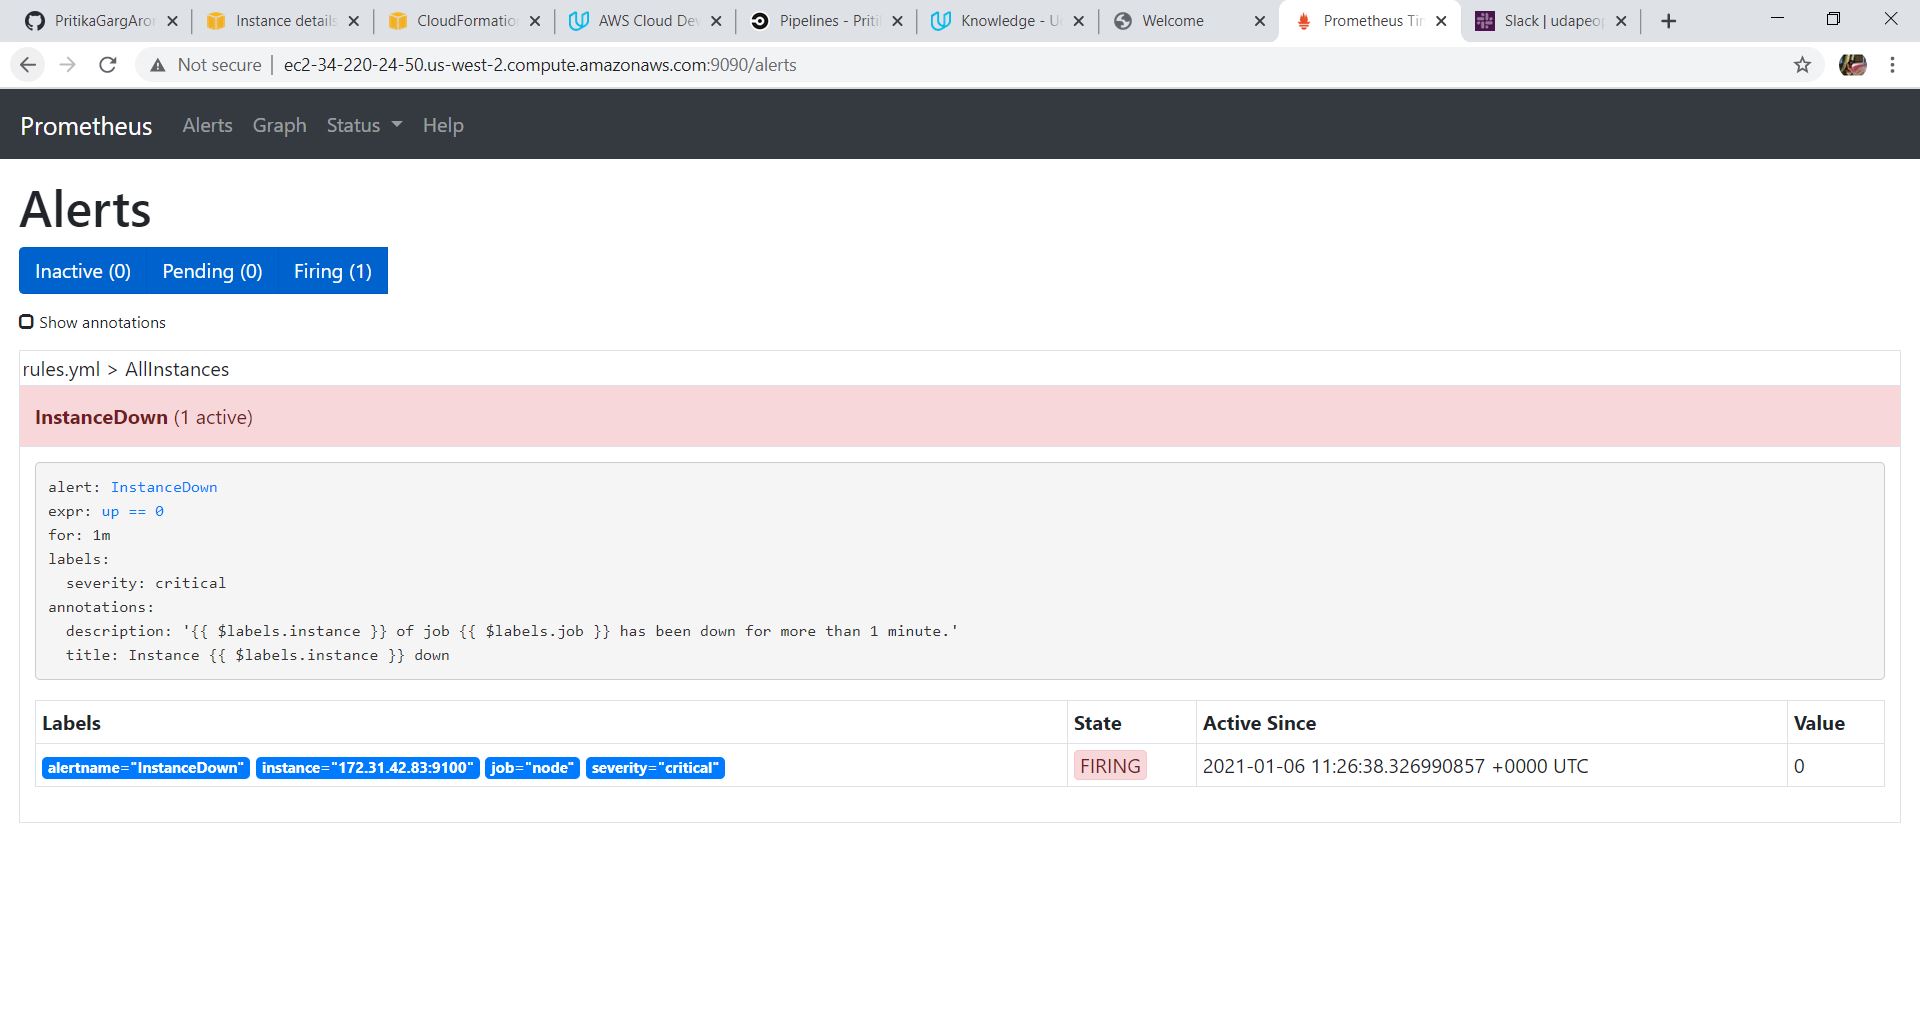 PritikaGargAror
Instance details
CloudFormation
AWS Cloud Dev
Pipelines - Priti
Knowledge - U
Welcome
Prometheus Tim
Slack | udapeop
Not secure | ec2-34-220-24-50.us-west-2.compute.amazonaws.com:9090/alerts
Prometheus Alerts Graph Status Help
Alerts
Inactive (0) Pending (0) Firing (1)
Show annotations
rules.yml > AllInstances
InstanceDown (1 active)
alert: InstanceDown
expr: up == 0
for: 1m
labels:
severity: critical
annotations:
description: '{{ $labels.instance }} of job {{ $labels.job }} has been down for more than 1 minute.'
title: Instance {{ $labels.instance }} down
Labels State Active Since Value
alertname="InstanceDown" instance="172.31.42.83:9100" job="node" severity="critical" FIRING 2021-01-06 11:26:38.326990857 +0000 UTC 0